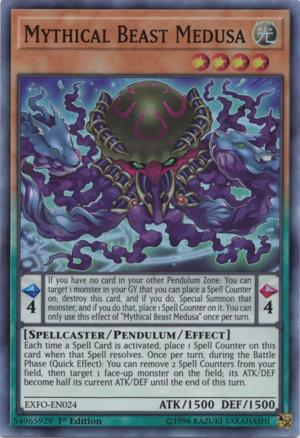 MYTHICAL BEAST MEDUSA
LIGHT
光
If you have no card in your other Pendulum Zone: You can
target 1 monster in your GY that you can place a Spell Counter
on, destroy this card, and if you do, Special Summon that
monster, and if you do that, place 1 Spell Counter on it. You can
only use this effect of "Mythical Beast Medusa" once per turn.
4
4
[SPELLCASTER/PENDULUM/EFFECT]
Each time a Spell Card is activated, place 1 Spell Counter on this
card when that Spell resolves. Once per turn, during the Battle
Phase (Quick Effect): You can remove 2 Spell Counters from your
field, then target 1 face-up monster on the field; its ATK/DEF
become half its current ATK/DEF until the end of this turn.
ATK/1500 DEF/1500
EXFO-EN024
54965929 1st Edition
©1996 KAZUKI TAKAHASHI